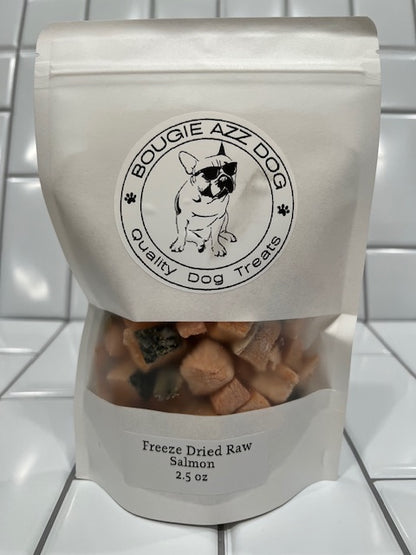 BOUGIE AZZ DOG
Quality Dog Treats
Freeze Dried Raw
Salmon
2.5 oz